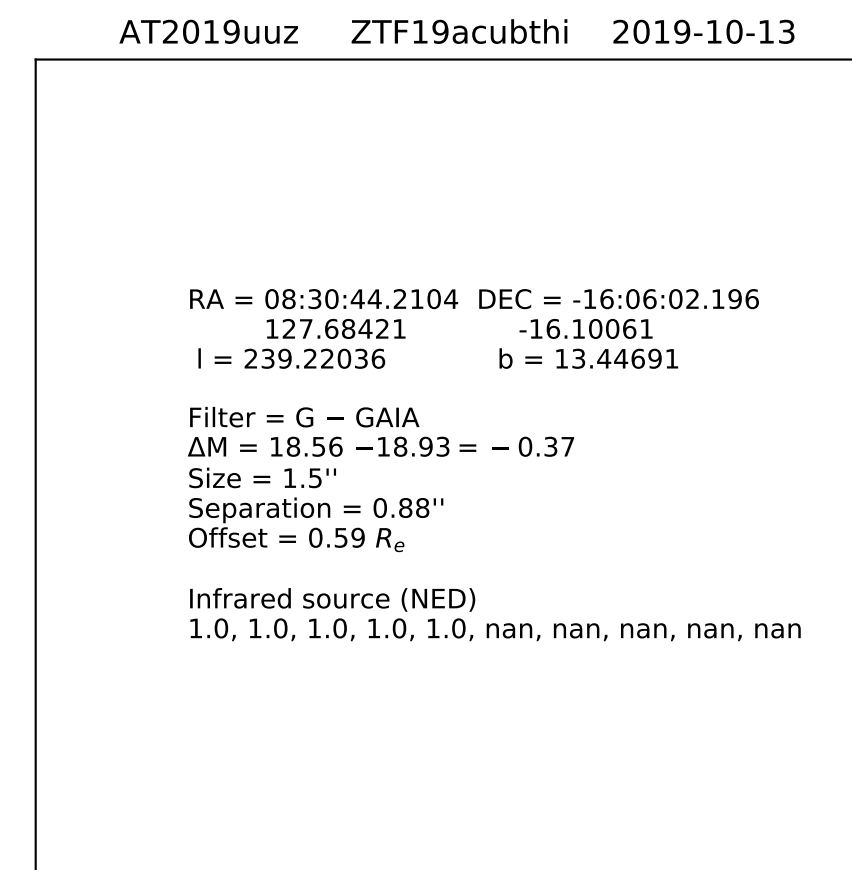 AT2019uuz ZTF19acubthi 2019-10-13
RA = 08:30:44.2104 DEC = -16:06:02.196
127.68421 -16.10061
l = 239.22036 b = 13.44691
Filter = G − GAIA
ΔM = 18.56 −18.93 = − 0.37
Size = 1.5''
Separation = 0.88''
Offset = 0.59 Re
Infrared source (NED)
1.0, 1.0, 1.0, 1.0, 1.0, nan, nan, nan, nan, nan